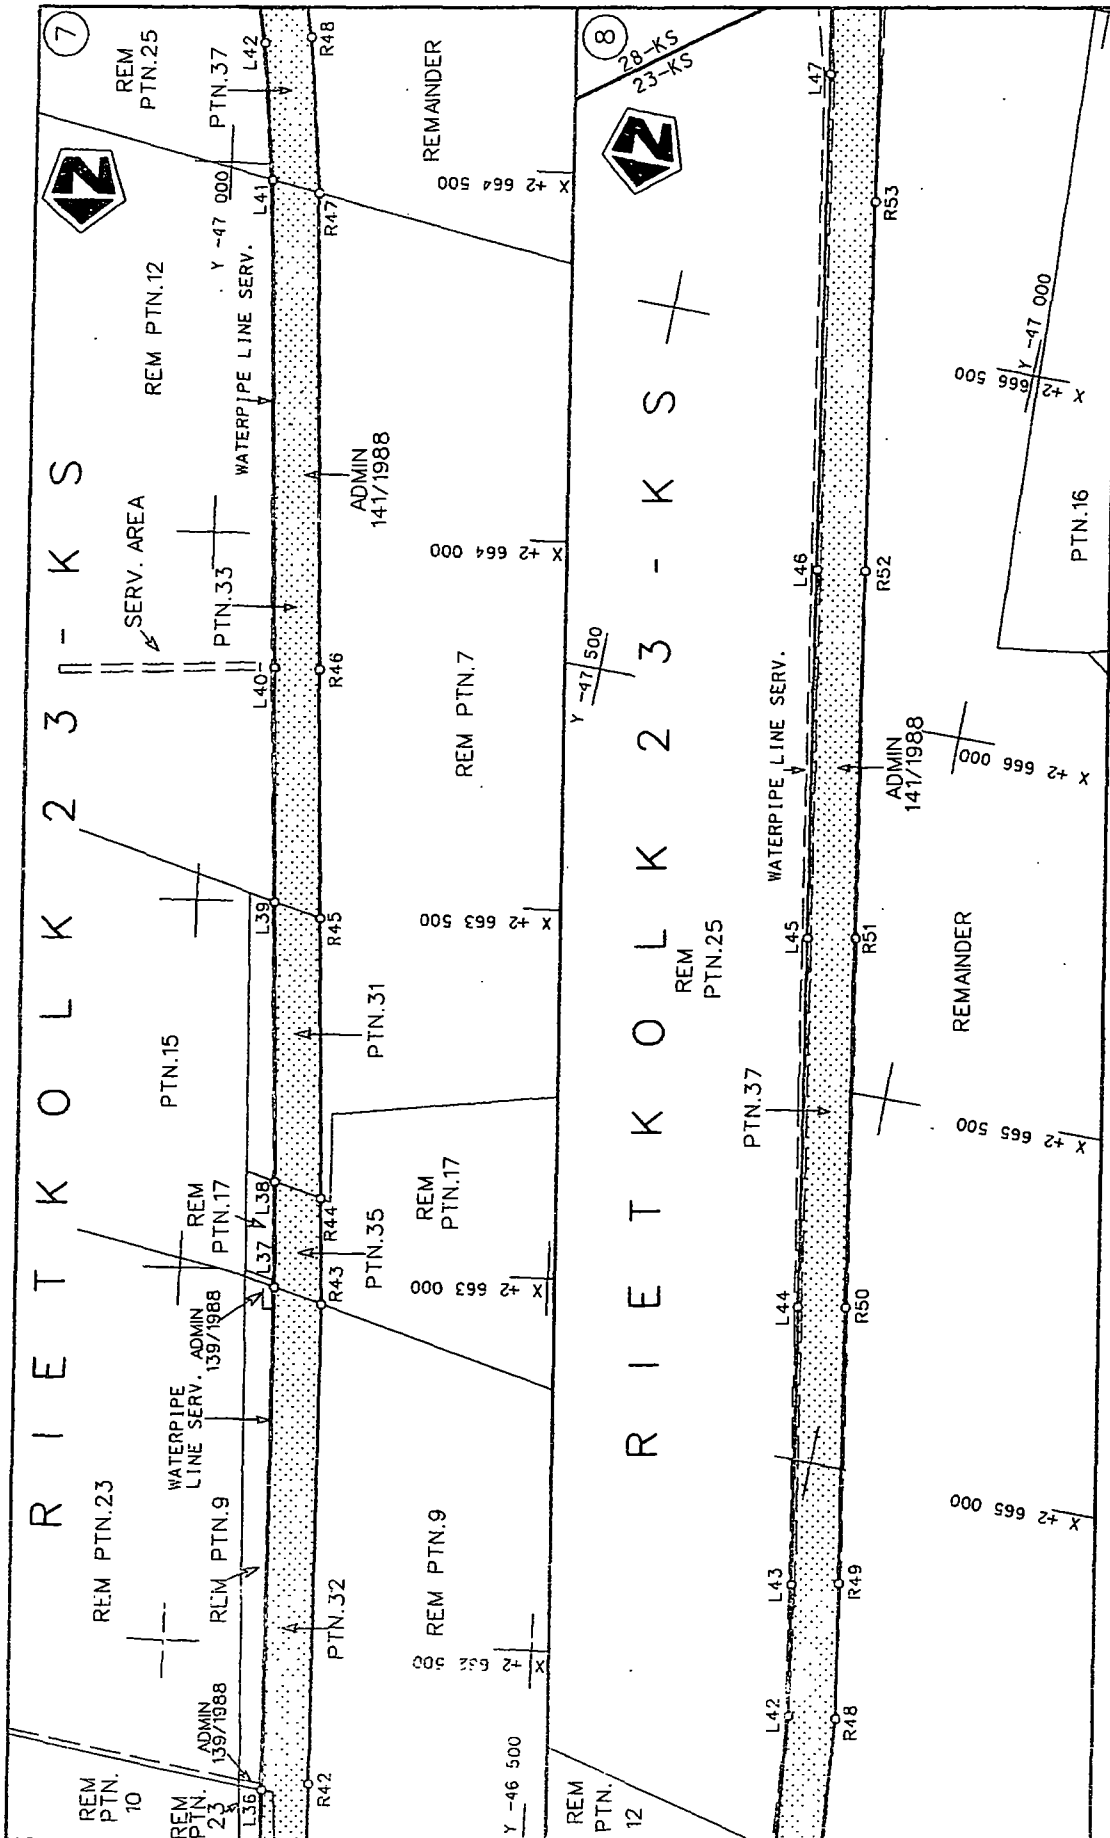 7
RIETKOLK 23-KS
REM
PTN.
10
REM
PTN.
23
L36
ADMIN
139/1988
REM PTN.23
REM PTN.9
WATERPIPE
LINE SERV.
ADMIN
139/1988
L37
REM
PTN.17
L38
PTN.15
L39
L40
SERV. AREA
PTN.33
REM PTN.12
WATERPIPE LINE SERV.
Y -47 000
L41
PTN.37
REM
PTN.25
L42
R42
PTN.32
R43
PTN.35
R44
PTN.31
R45
R46
ADMIN
141/1988
R47
R48
Y -46 500
REM PTN.9
X +2 662 500
REM
PTN.17
X +2 663 000
X +2 663 500
REM PTN.7
X +2 664 000
X +2 664 500
REMAINDER
8
RIETKOLK 23-KS
REM
PTN.
12
Y -47 500
28-KS
23-KS
REM
PTN.25
L42
L43
L44
PTN.37
L45
WATERPIPE LINE SERV.
L46
L47
R48
R49
R50
R51
ADMIN
141/1988
R52
R53
X +2 665 000
X +2 665 500
REMAINDER
X +2 666 000
PTN.16
X +2 666 500
Y -47 000